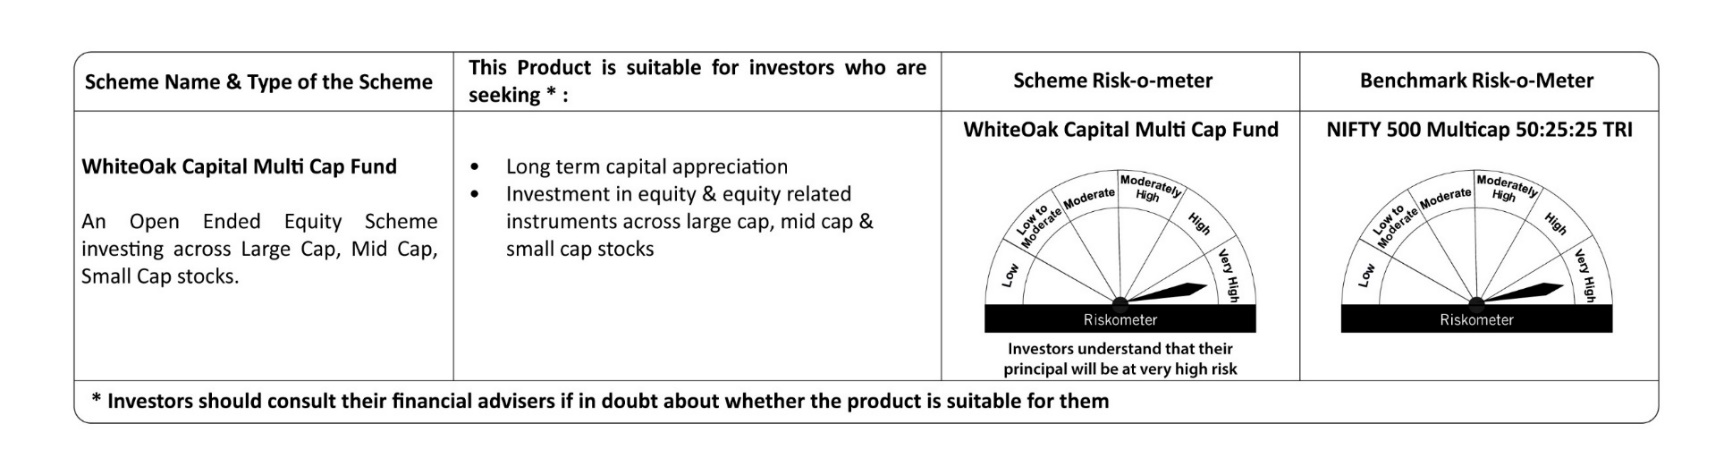 Scheme Name & Type of the Scheme
This Product is suitable for investors who are
seeking * :
Scheme Risk-o-meter
Benchmark Risk-o-Meter
WhiteOak Capital Multi Cap Fund
An Open Ended Equity Scheme
investing across Large Cap, Mid Cap,
Small Cap stocks.
• Long term capital appreciation
• Investment in equity & equity related
instruments across large cap, mid cap &
small cap stocks
WhiteOak Capital Multi Cap Fund
Low
Low to
Moderate
Moderate
Moderately
High
High
Very High
Riskometer
Investors understand that their
principal will be at very high risk
NIFTY 500 Multicap 50:25:25 TRI
Low
Low to
Moderate
Moderate
Moderately
High
High
Very High
Riskometer
* Investors should consult their financial advisers if in doubt about whether the product is suitable for them